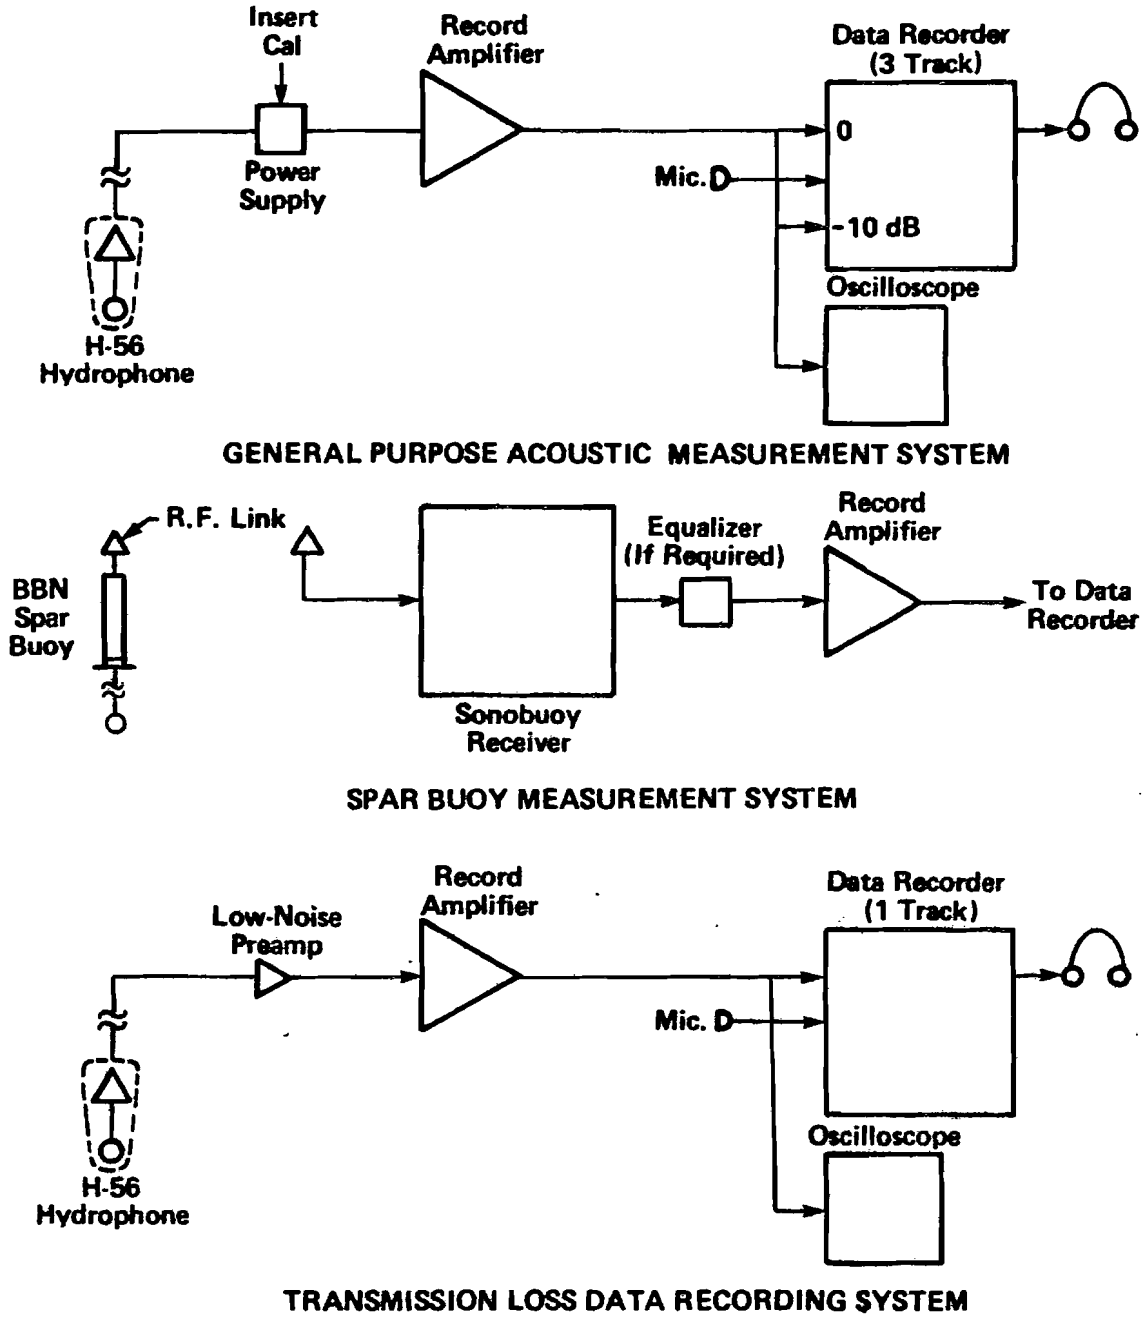 Insert
Cal
Record
Amplifier
Data Recorder
(3 Track)
0
Power
Supply
Mic.
-10 dB
Oscilloscope
H-56
Hydrophone
GENERAL PURPOSE ACOUSTIC MEASUREMENT SYSTEM
R.F. Link
BBN
Spar
Buoy
Equalizer
(If Required)
Record
Amplifier
To Data
Recorder
Sonobuoy
Receiver
SPAR BUOY MEASUREMENT SYSTEM
Low-Noise
Preamp
Record
Amplifier
Data Recorder
(1 Track)
Mic.
Oscilloscope
H-56
Hydrophone
TRANSMISSION LOSS DATA RECORDING SYSTEM